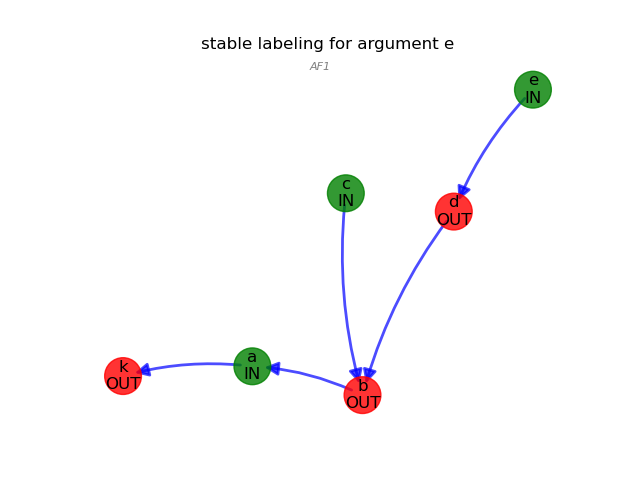 stable labeling for argument e
AF1
e
IN
c
IN
d
OUT
a
IN
k
OUT
b
OUT